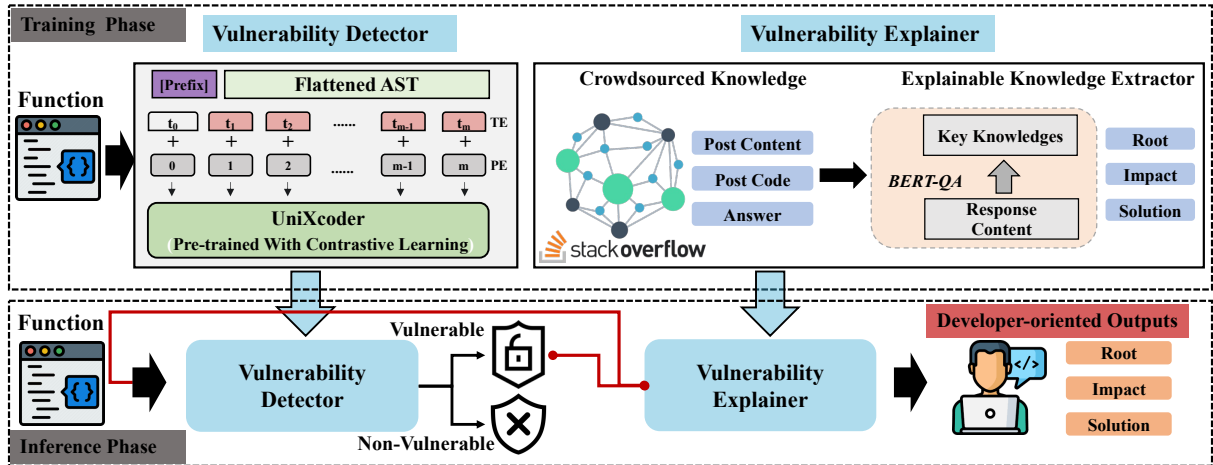 Training Phase
Vulnerability Detector
Vulnerability Explainer
Function
[Prefix]
Flattened AST
t0 t1 t2 ...... tm-1 tm TE
+ + + + +
0 1 2 ...... m-1 m PE
UniXcoder
(Pre-trained With Contrastive Learning)
Crowdsourced Knowledge
Post Content
Post Code
Answer
stackoverflow
Explainable Knowledge Extractor
Key Knowledges
BERT-QA
Response
Content
Root
Impact
Solution
Function
Inference Phase
Vulnerability
Detector
Vulnerable
Non-Vulnerable
Vulnerability
Explainer
Developer-oriented Outputs
</>
Root
Impact
Solution